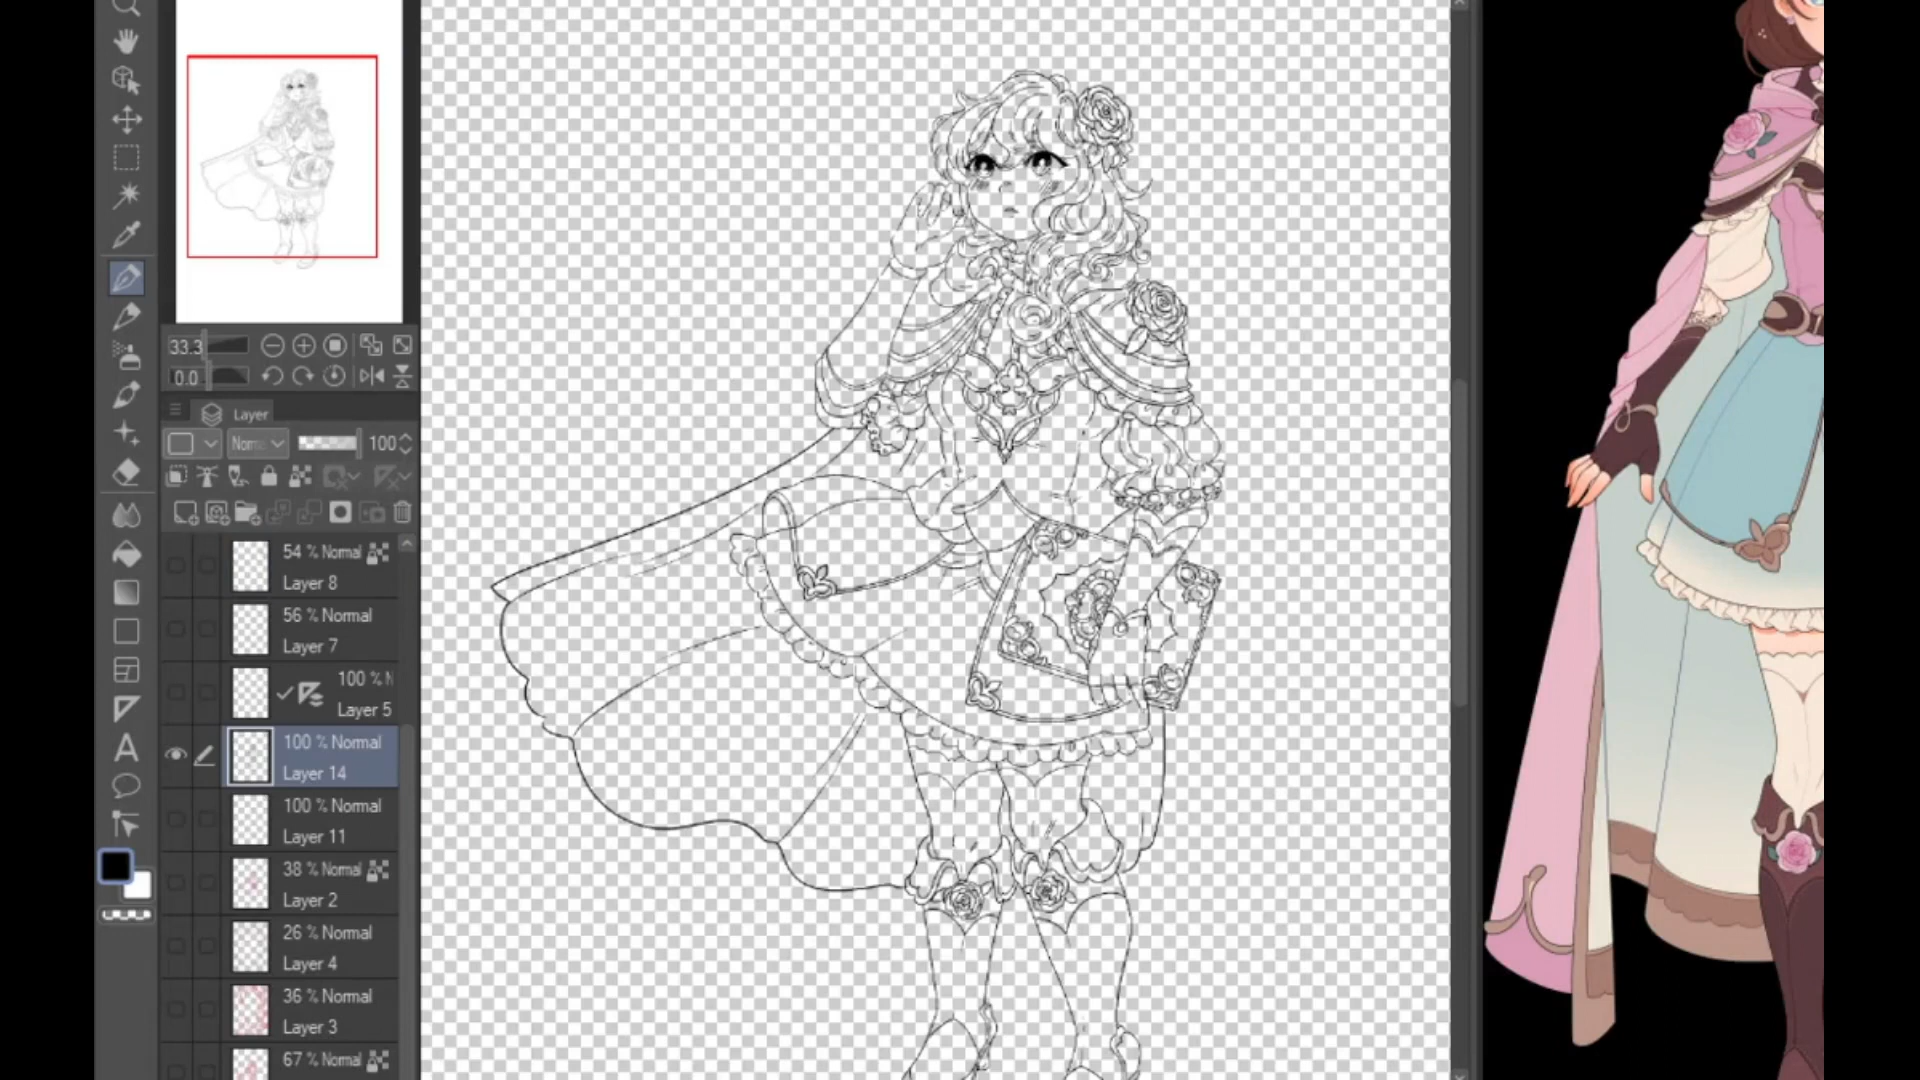 33.3
0.0
Layer
Norm 100
54 % Normal
Layer 8
56 % Normal
Layer 7
100 % N
Layer 5
100 % Normal
Layer 14
100 % Normal
Layer 11
38 % Normal
Layer 2
26 % Normal
Layer 4
36 % Normal
Layer 3
67 % Normal